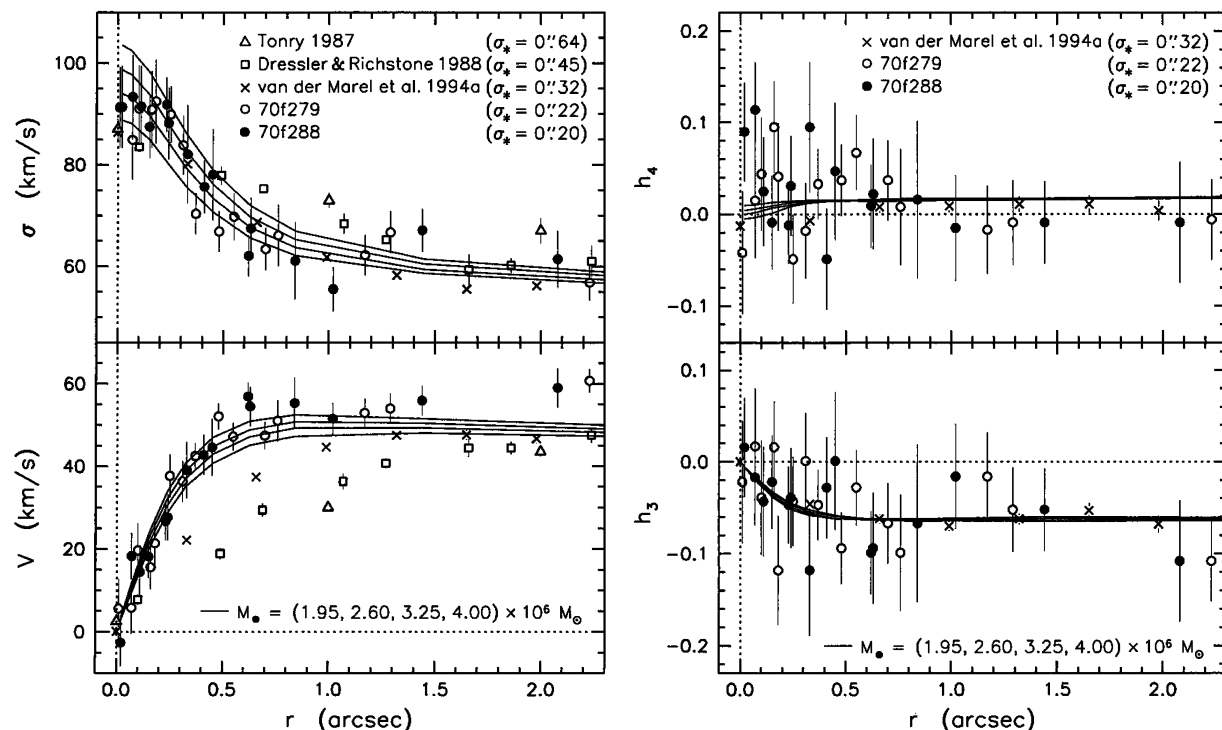 △ Tonry 1987 (σ* = 0".64)
□ Dressler & Richstone 1988 (σ* = 0".45)
× van der Marel et al. 1994a (σ* = 0".32)
○ 70f279 (σ* = 0".22)
● 70f288 (σ* = 0".20)
100
80
60
σ (km/s)
60
40
20
0
V (km/s)
M● = (1.95, 2.60, 3.25, 4.00) × 10⁶ M⊙
0.0 0.5 1.0 1.5 2.0
r (arcsec)
× van der Marel et al. 1994a (σ* = 0".32)
○ 70f279 (σ* = 0".22)
● 70f288 (σ* = 0".20)
0.2
0.1
0.0
−0.1
h₄
0.1
0.0
−0.1
−0.2
h₃
M● = (1.95, 2.60, 3.25, 4.00) × 10⁶ M⊙
0.0 0.5 1.0 1.5 2.0
r (arcsec)